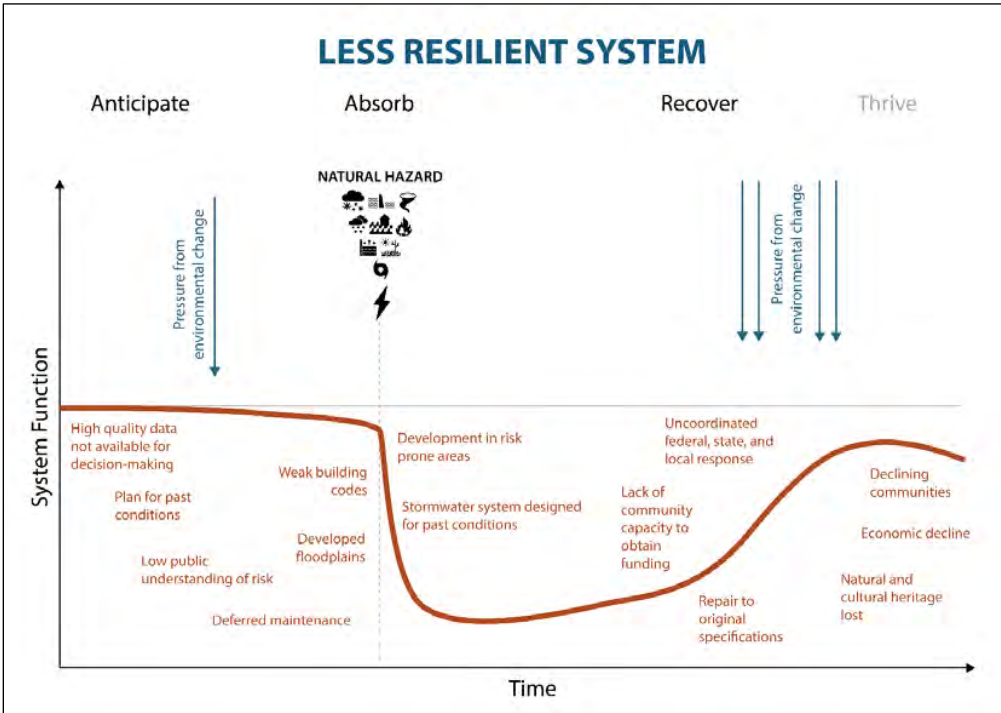 LESS RESILIENT SYSTEM
Anticipate
Absorb
Recover
Thrive
NATURAL HAZARD
Pressure from
environmental change
Pressure from
environmental change
System Function
High quality data
not available for
decision-making
Plan for past
conditions
Low public
understanding of risk
Deferred maintenance
Weak building
codes
Developed
floodplains
Development in risk
prone areas
Stormwater system designed
for past conditions
Uncoordinated
federal, state, and
local response
Lack of
community
capacity to
obtain
funding
Repair to
original
specifications
Declining
communities
Economic decline
Natural and
cultural heritage
lost
Time